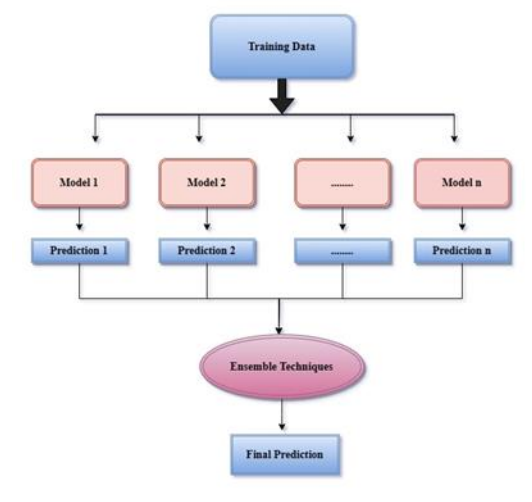 Training Data
Model 1
Model 2
........
Model n
Prediction 1
Prediction 2
........
Prediction n
Ensemble Techniques
Final Prediction